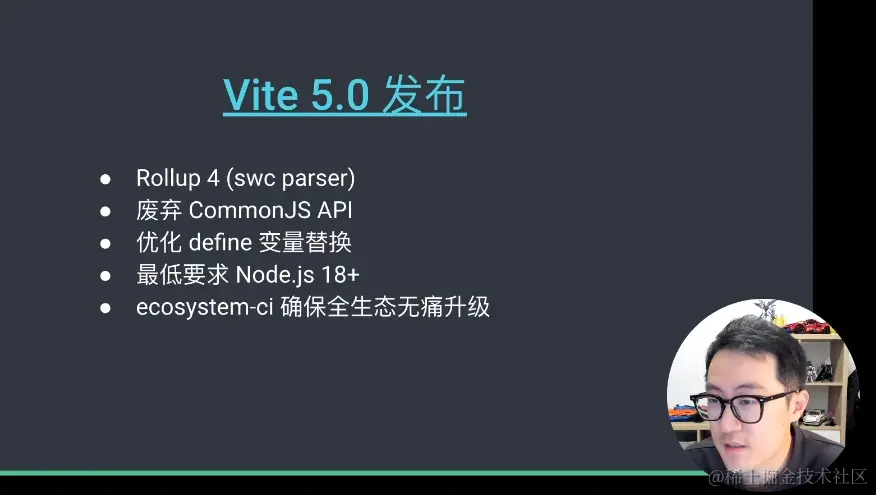 Vite 5.0 发布
● Rollup 4 (swc parser)
● 废弃 CommonJS API
● 优化 define 变量替换
● 最低要求 Node.js 18+
● ecosystem-ci 确保全生态无痛升级
@稀土掘金技术社区